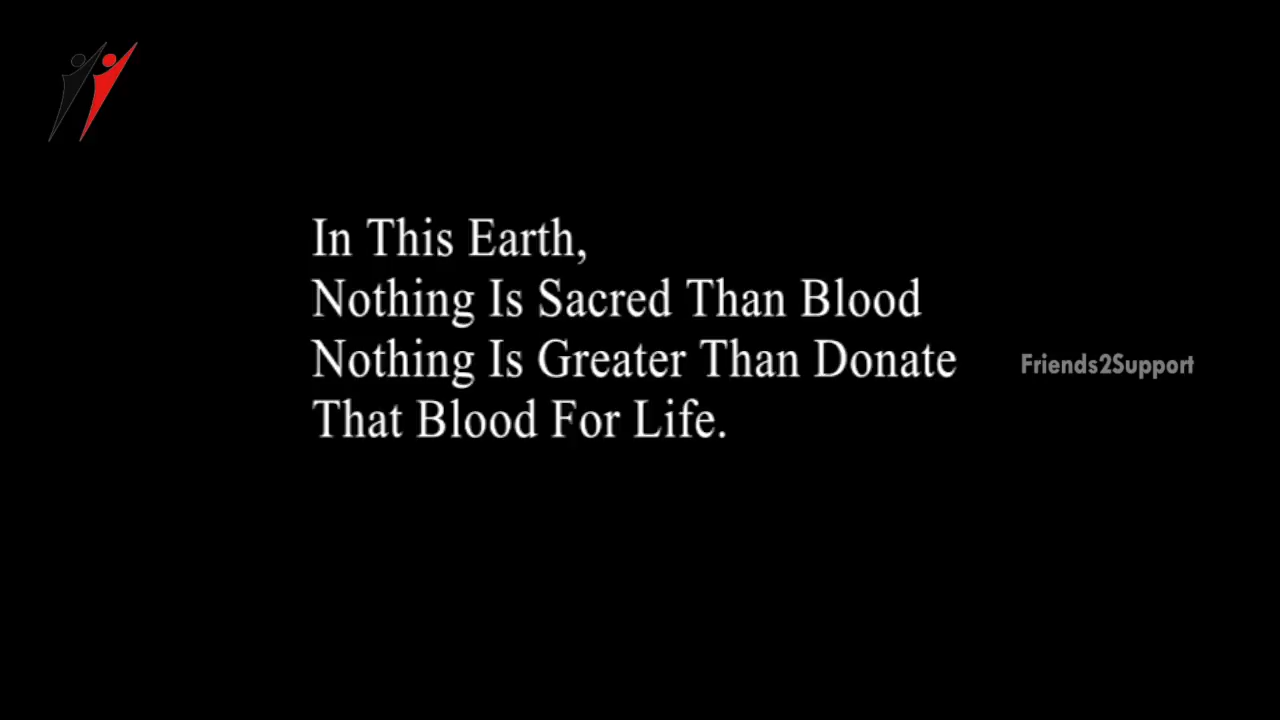 In This Earth,
Nothing Is Sacred Than Blood
Nothing Is Greater Than Donate
That Blood For Life.
Friends2Support